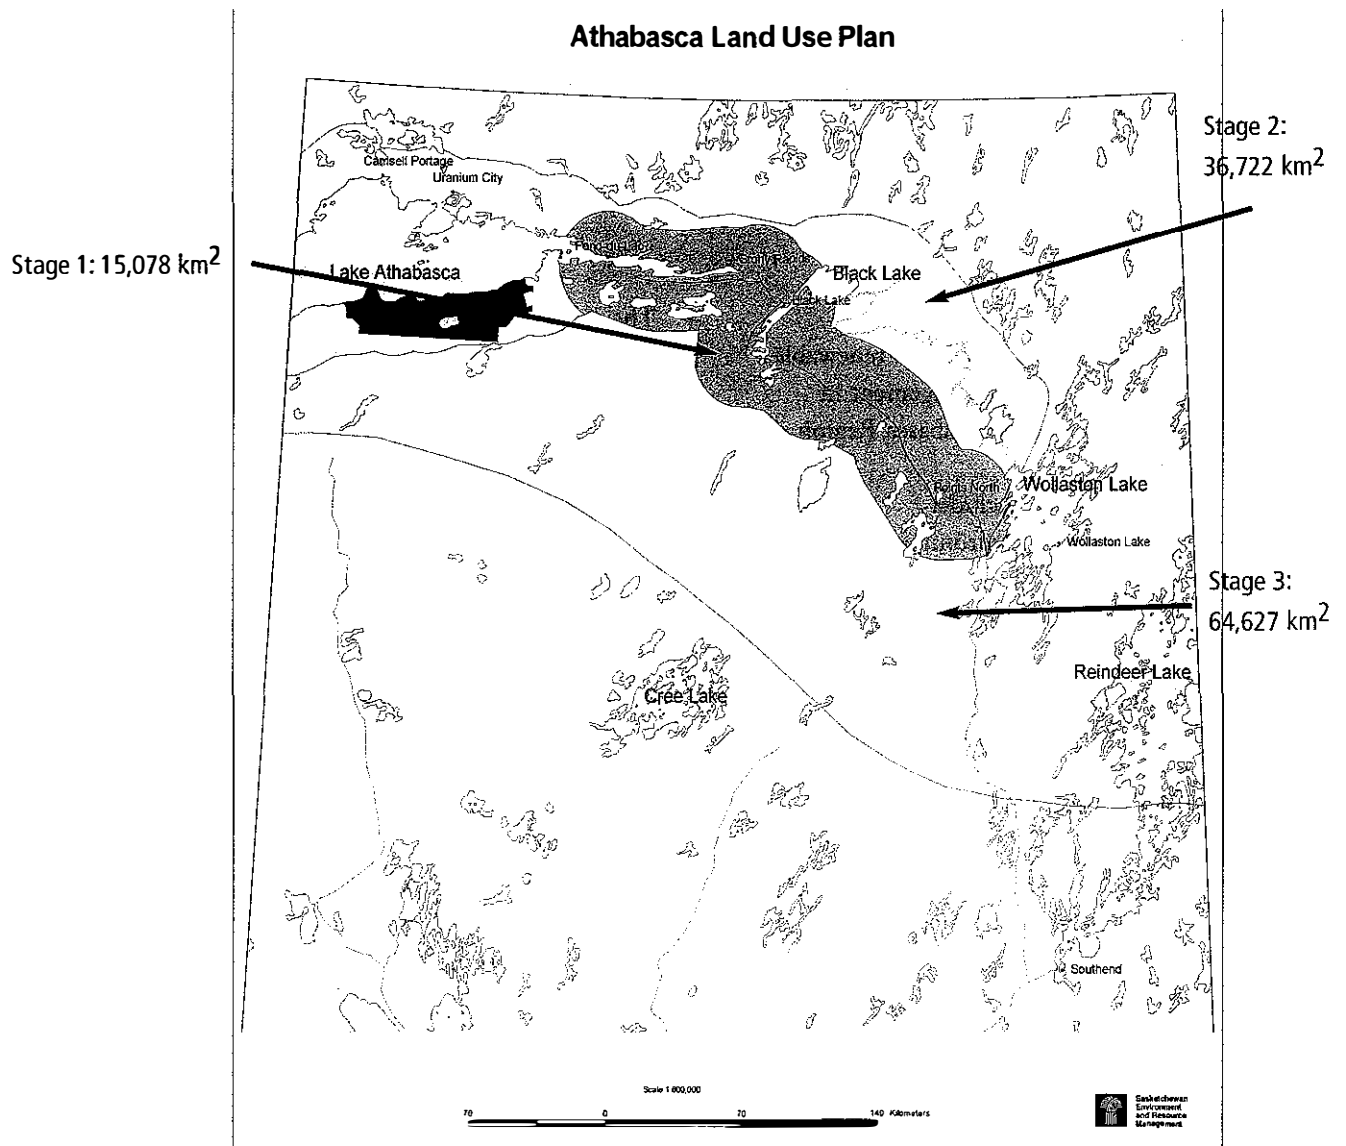 Athabasca Land Use Plan
Stage 2:
36,722 km²
Camsell Portage
Uranium City
Stage 1: 15,078 km²
Lake Athabasca
Black Lake
Black Lake
Points North
Wollaston Lake
Wollaston Lake
Stage 3:
64,627 km²
Reindeer Lake
Cree Lake
Southend
70 0 70 140 Kilometers
Saskatchewan
Environment
and Resource
Management